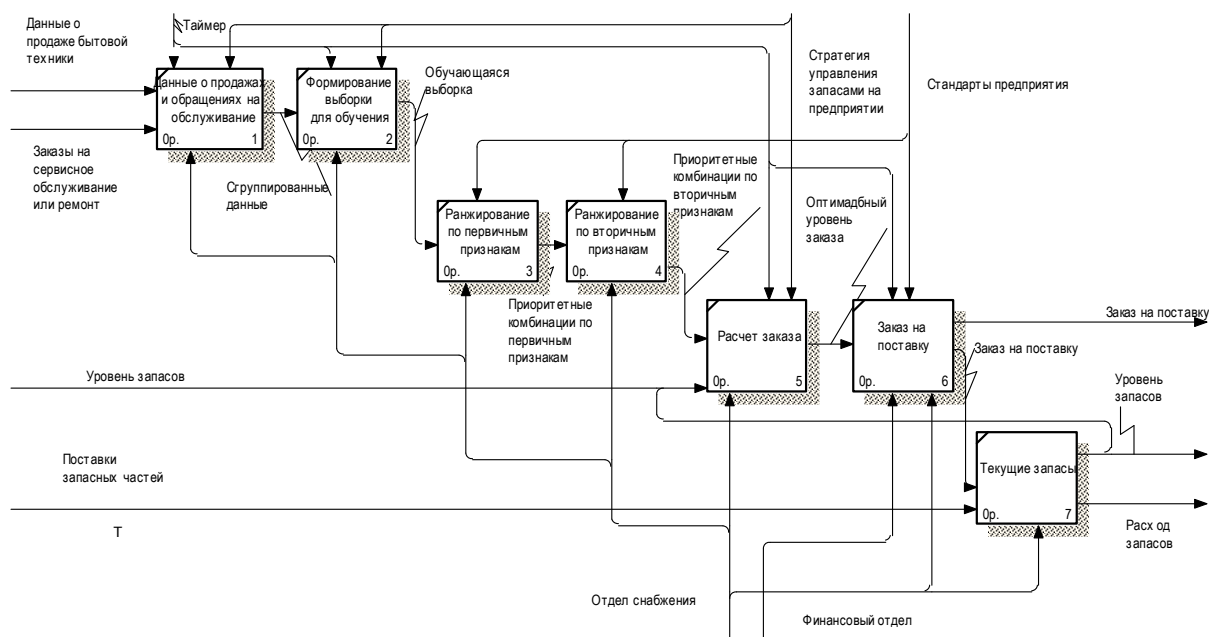 Данные о
продаже бытовой
техники
Таймер
Стратегия
управления
запасами на
предприятии
Стандарты предприятия
Данные о продажах
и обращениях на
обслуживание
0р. 1
Формирование
выборки
для обучения
0р. 2
Обучающаяся
выборка
Заказы на
сервисное
обслуживание
или ремонт
Сгруппированные
данные
Приоритетные
комбинации по
вторичным
признакам
Оптимадбный
уровень
заказа
Ранжирование
по первичным
признакам
0р. 3
Ранжирование
по вторичным
признакам
0р. 4
Приоритетные
комбинации по
первичным
признакам
Расчет заказа
0р. 5
Заказ на
поставку
0р. 6
Заказ на поставку
Заказ на поставку
Уровень запасов
Уровень
запасов
Поставки
запасных частей
Т
Текущие запасы
0р. 7
Расход
запасов
Отдел снабжения
Финансовый отдел